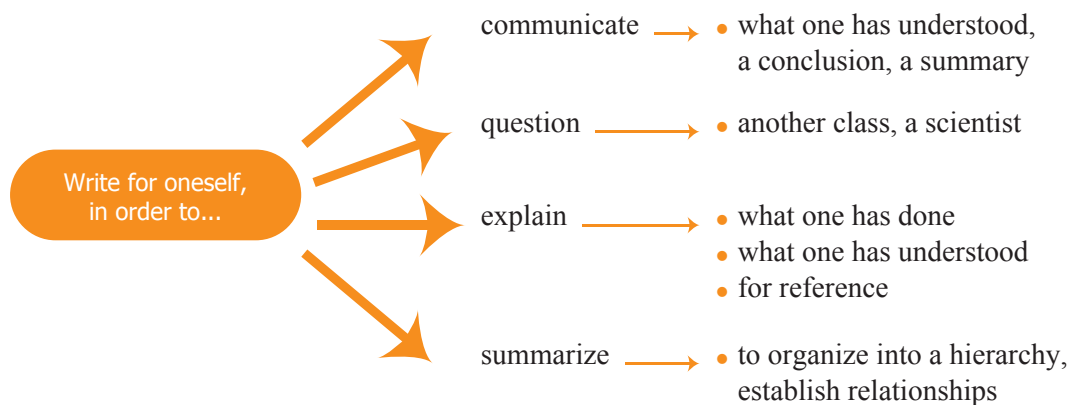 Write for oneself,
in order to...
communicate
• what one has understood,
a conclusion, a summary
question
• another class, a scientist
explain
• what one has done
• what one has understood
• for reference
summarize
• to organize into a hierarchy,
establish relationships